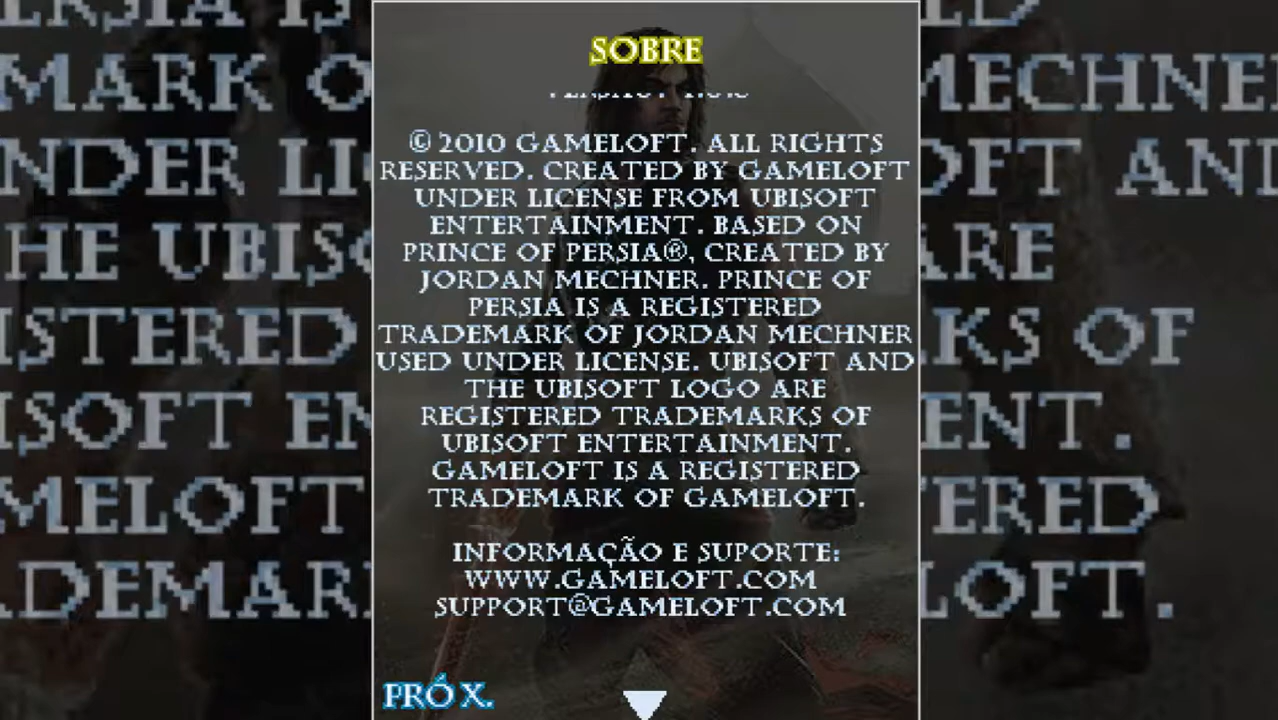 SOBRE
© 2010 GAMELOFT. ALL RIGHTS
RESERVED. CREATED BY GAMELOFT
UNDER LICENSE FROM UBISOFT
ENTERTAINMENT. BASED ON
PRINCE OF PERSIA®, CREATED BY
JORDAN MECHNER. PRINCE OF
PERSIA IS A REGISTERED
TRADEMARK OF JORDAN MECHNER
USED UNDER LICENSE. UBISOFT AND
THE UBISOFT LOGO ARE
REGISTERED TRADEMARKS OF
UBISOFT ENTERTAINMENT.
GAMELOFT IS A REGISTERED
TRADEMARK OF GAMELOFT.
INFORMAÇÃO E SUPORTE:
WWW.GAMELOFT.COM
SUPPORT@GAMELOFT.COM
PRÓX.